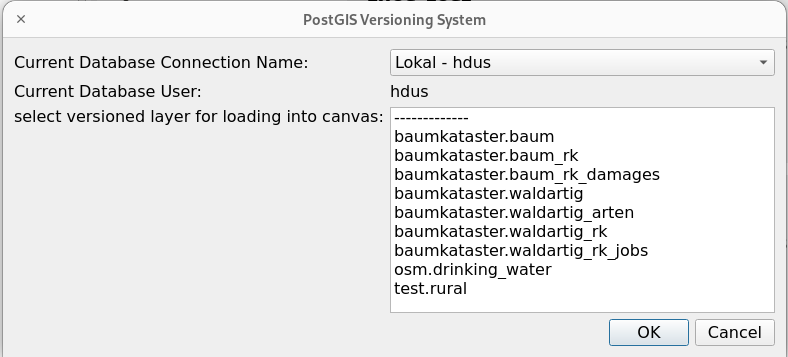 PostGIS Versioning System
Current Database Connection Name: Lokal - hdus
Current Database User: hdus
select versioned layer for loading into canvas:
-------------
baumkataster.baum
baumkataster.baum_rk
baumkataster.baum_rk_damages
baumkataster.waldartig
baumkataster.waldartig_arten
baumkataster.waldartig_rk
baumkataster.waldartig_rk_jobs
osm.drinking_water
test.rural
OK Cancel